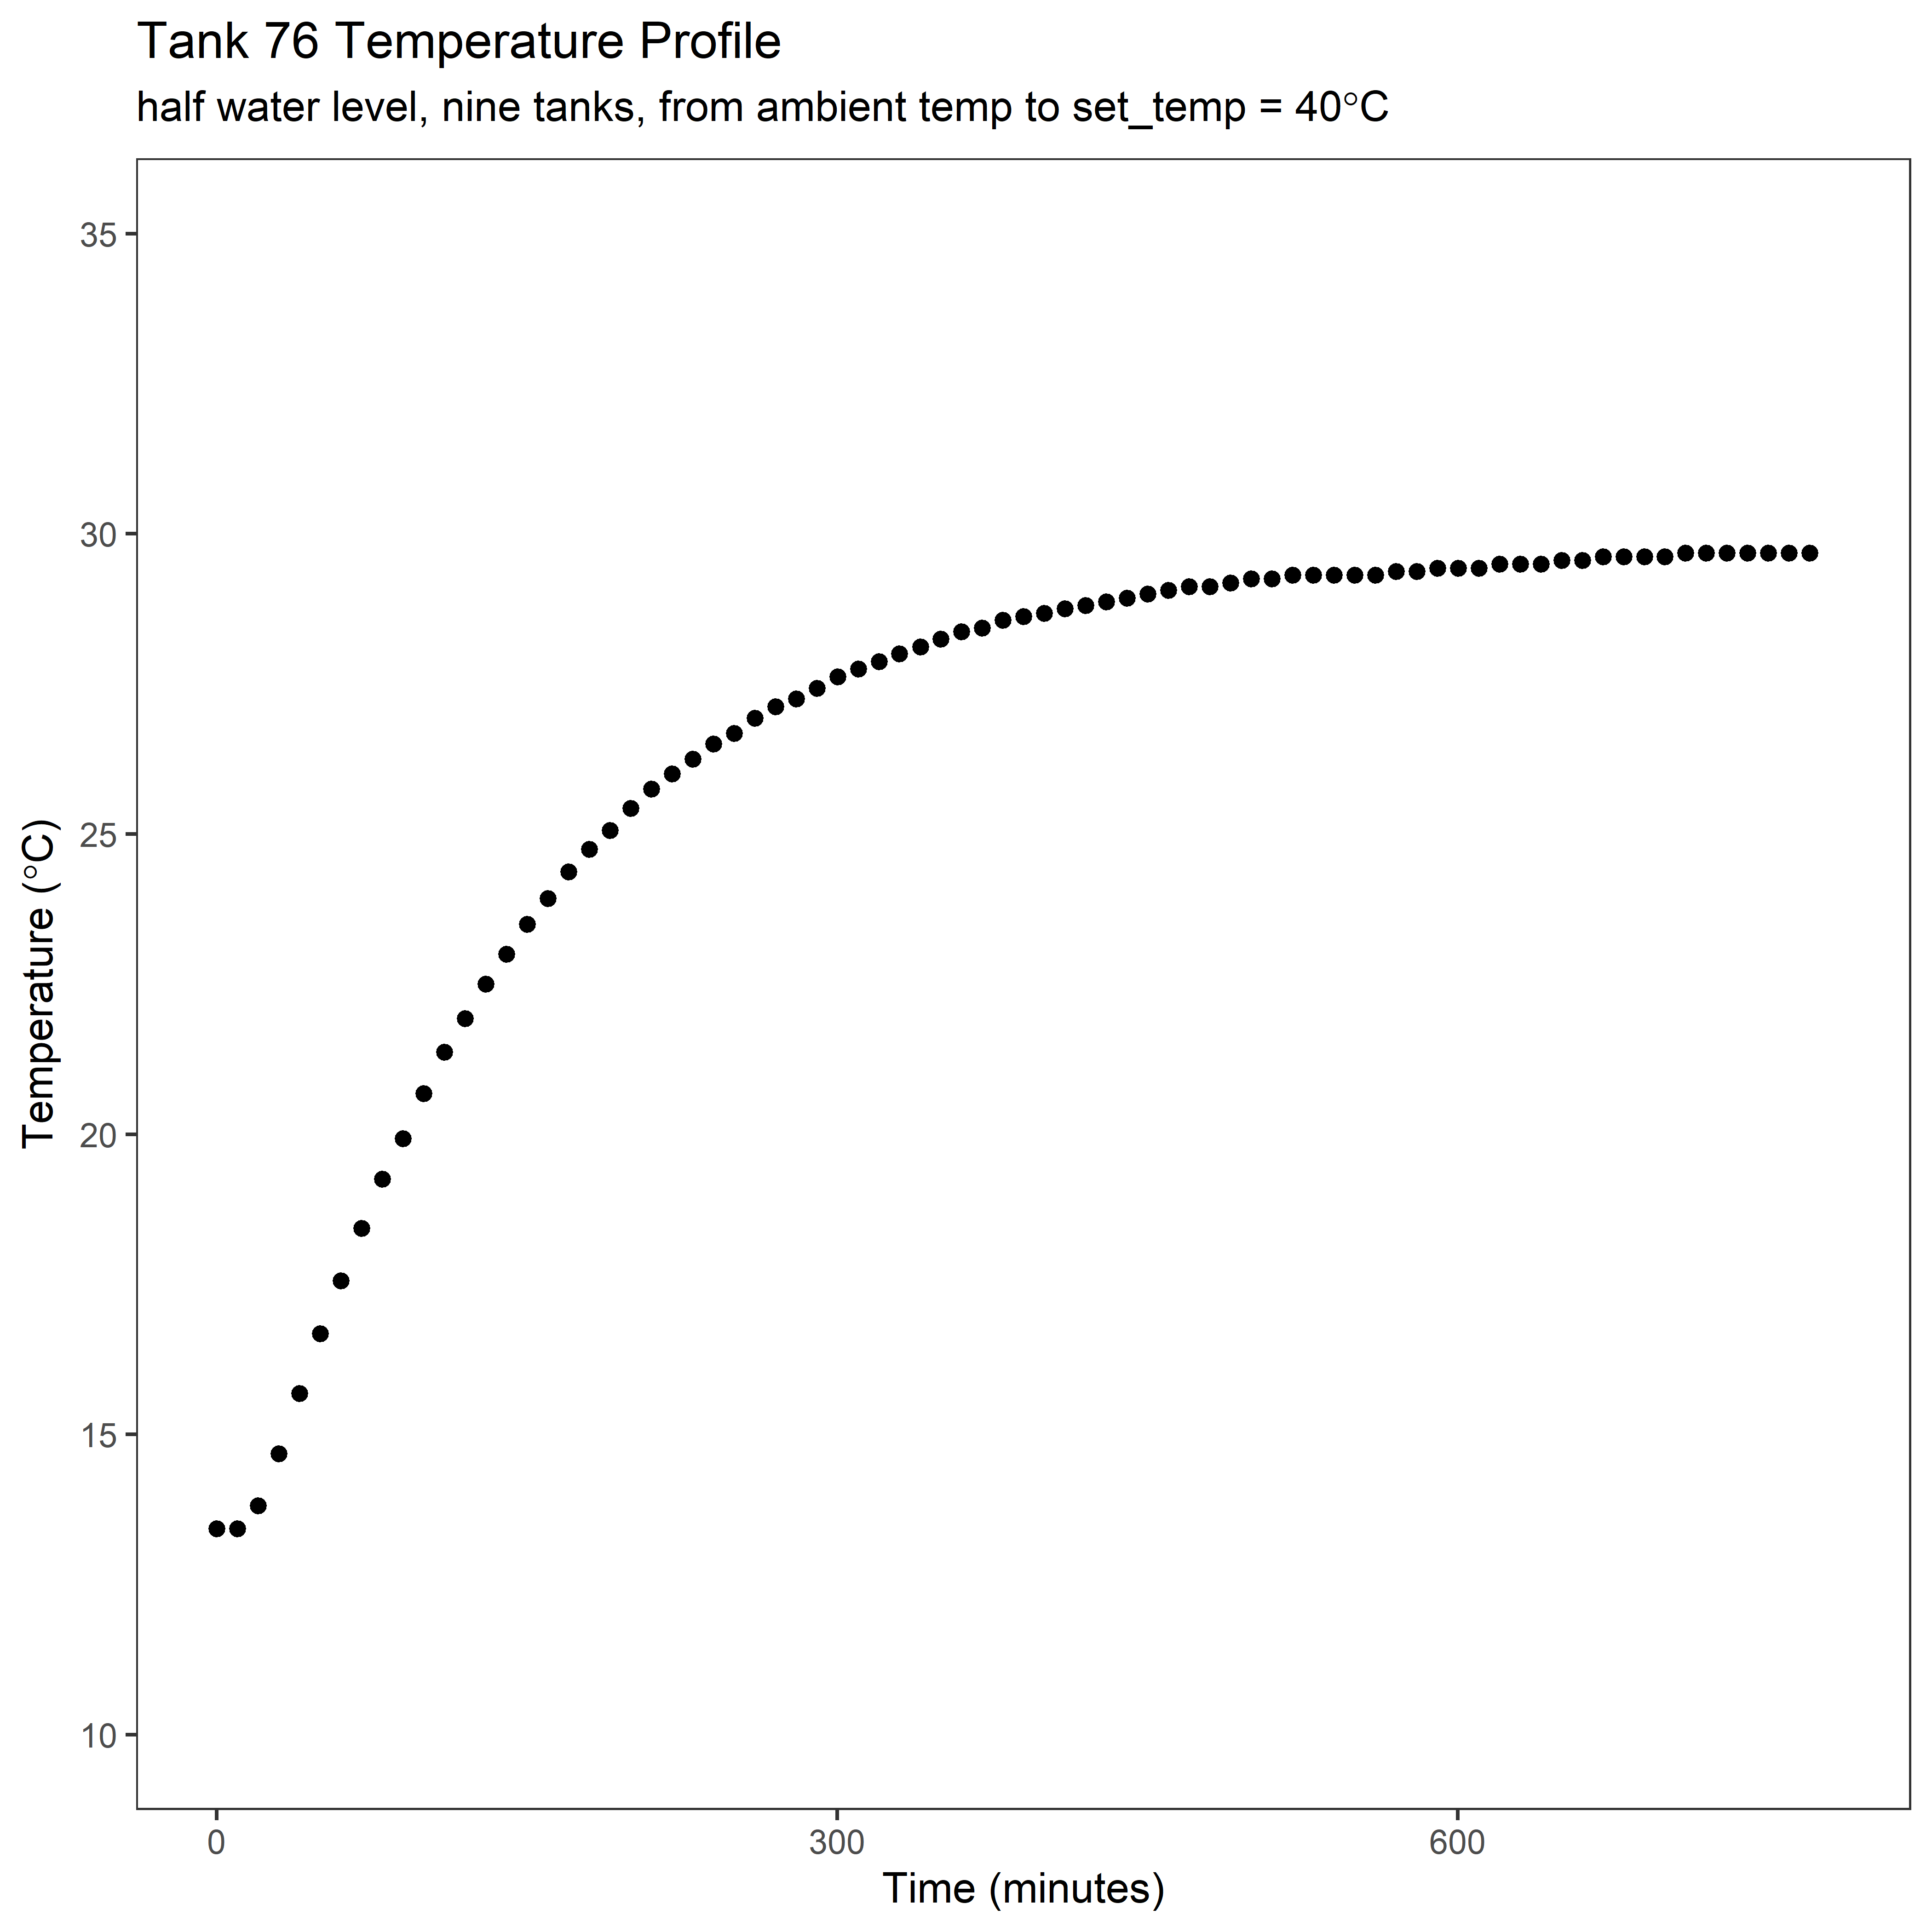 Tank 76 Temperature Profile
half water level, nine tanks, from ambient temp to set_temp = 40°C
35
30
25
20
15
10
Temperature (°C)
0 300 600
Time (minutes)